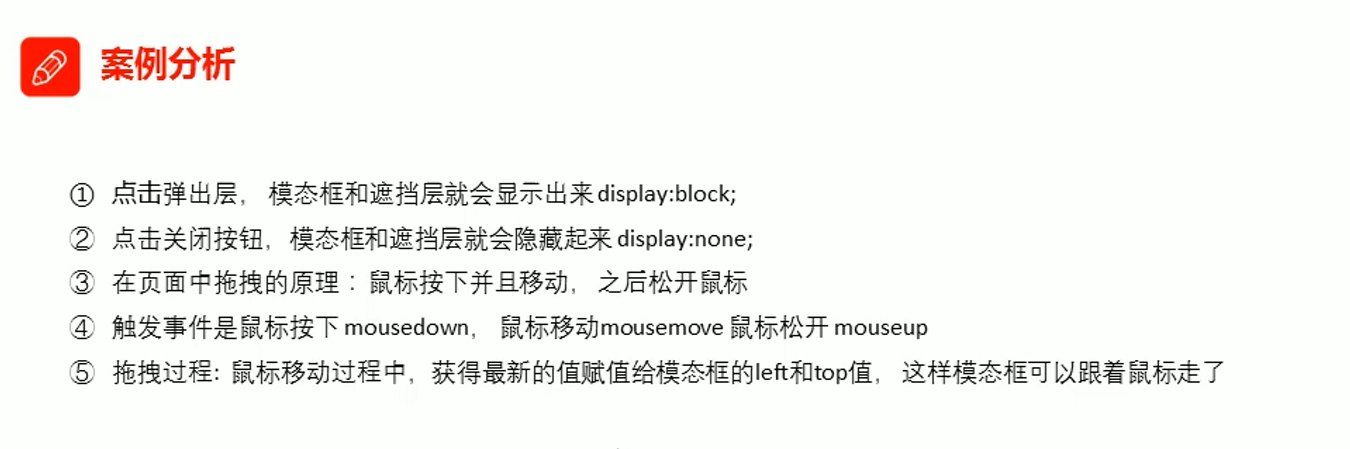 案例分析
① 点击弹出层， 模态框和遮挡层就会显示出来 display:block;
② 点击关闭按钮，模态框和遮挡层就会隐藏起来 display:none;
③ 在页面中拖拽的原理： 鼠标按下并且移动， 之后松开鼠标
④ 触发事件是鼠标按下 mousedown， 鼠标移动mousemove 鼠标松开 mouseup
⑤ 拖拽过程: 鼠标移动过程中，获得最新的值赋值给模态框的left和top值， 这样模态框可以跟着鼠标走了